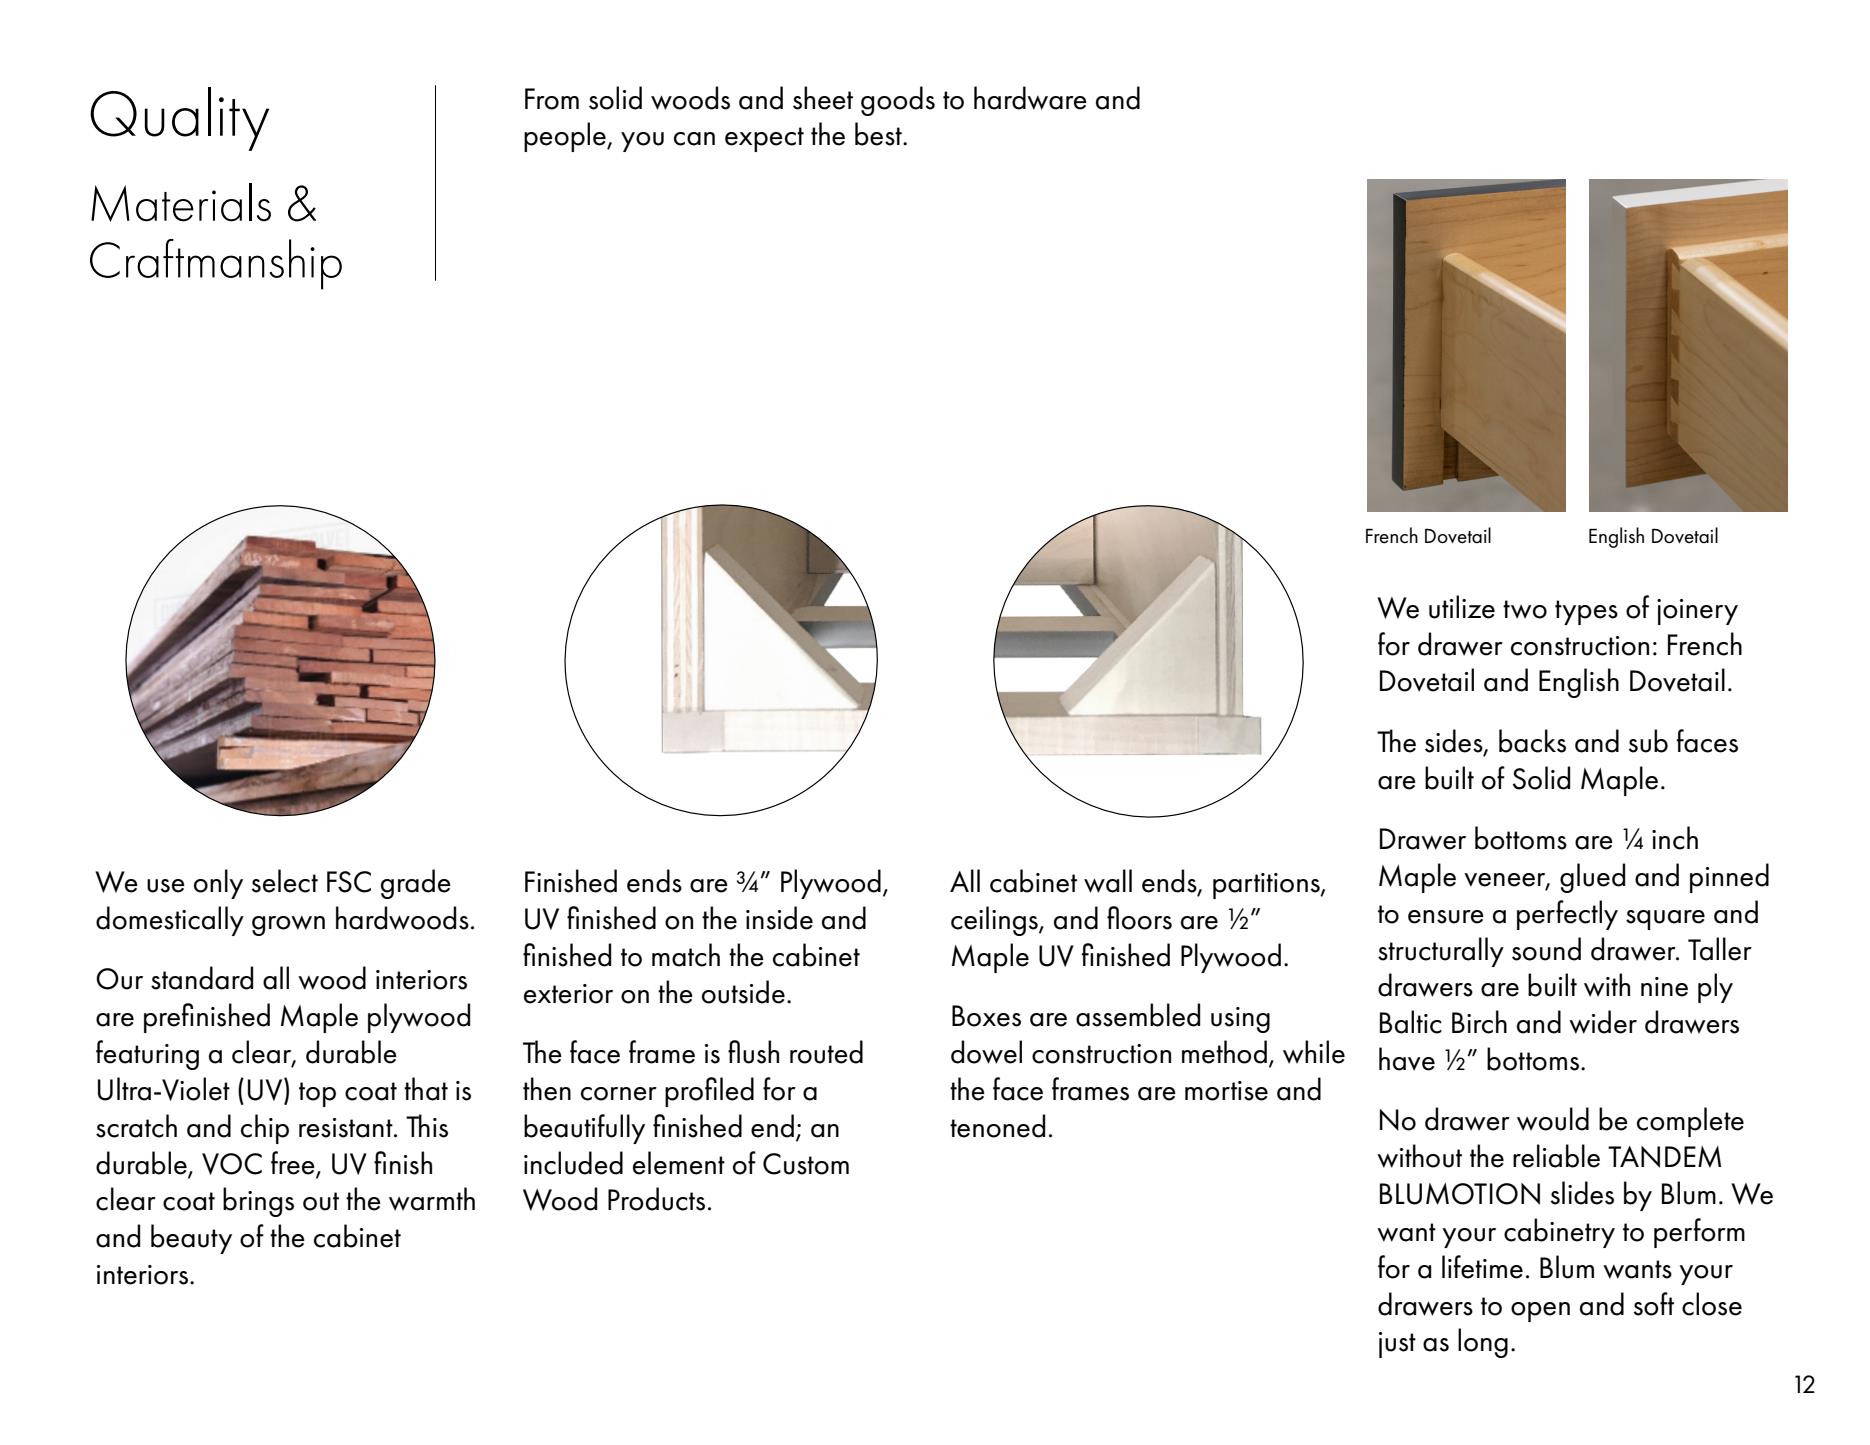 Quality
Materials &
Craftmanship
From solid woods and sheet goods to hardware and
people, you can expect the best.
French Dovetail
English Dovetail
We use only select FSC grade
domestically grown hardwoods.
Our standard all wood interiors
are prefinished Maple plywood
featuring a clear, durable
Ultra-Violet (UV) top coat that is
scratch and chip resistant. This
durable, VOC free, UV finish
clear coat brings out the warmth
and beauty of the cabinet
interiors.
Finished ends are ¾” Plywood,
UV finished on the inside and
finished to match the cabinet
exterior on the outside.
The face frame is flush routed
then corner profiled for a
beautifully finished end; an
included element of Custom
Wood Products.
All cabinet wall ends, partitions,
ceilings, and floors are ½”
Maple UV finished Plywood.
Boxes are assembled using
dowel construction method, while
the face frames are mortise and
tenoned.
We utilize two types of joinery
for drawer construction: French
Dovetail and English Dovetail.
The sides, backs and sub faces
are built of Solid Maple.
Drawer bottoms are ¼ inch
Maple veneer, glued and pinned
to ensure a perfectly square and
structurally sound drawer. Taller
drawers are built with nine ply
Baltic Birch and wider drawers
have ½” bottoms.
No drawer would be complete
without the reliable TANDEM
BLUMOTION slides by Blum. We
want your cabinetry to perform
for a lifetime. Blum wants your
drawers to open and soft close
just as long.
12